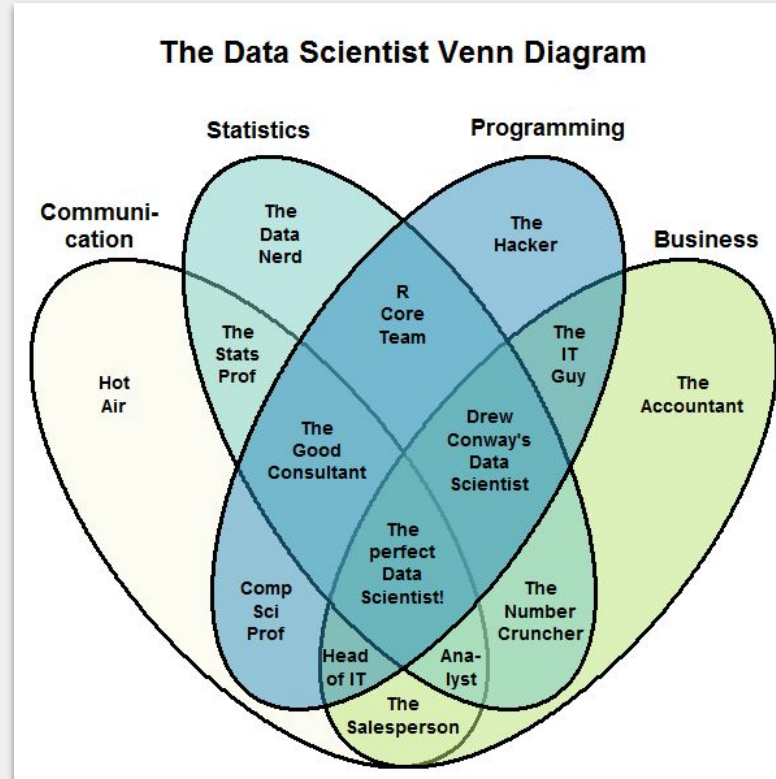 The Data Scientist Venn Diagram
Statistics
Programming
Communi-
cation
Business
The
Data
Nerd
The
Hacker
R
Core
Team
The
Stats
Prof
The
IT
Guy
Hot
Air
The
Accountant
The
Good
Consultant
Drew
Conway's
Data
Scientist
The
perfect
Data
Scientist!
Comp
Sci
Prof
The
Number
Cruncher
Head
of IT
Ana-
lyst
The
Salesperson